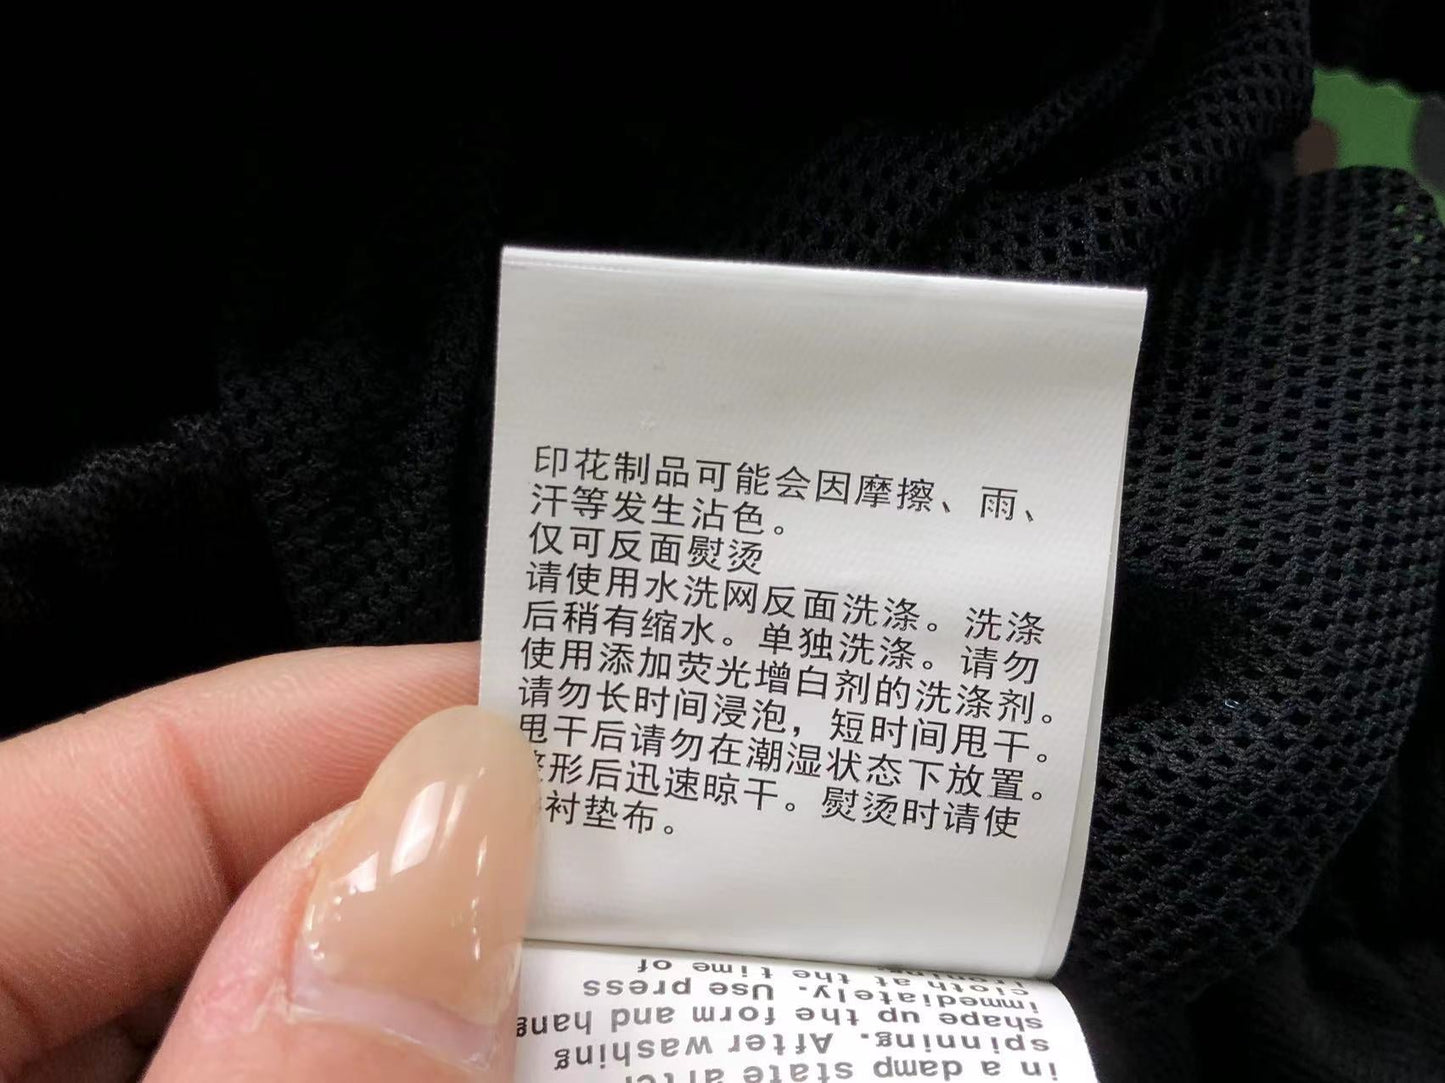 印花制品可能会因摩擦、雨、
汗等发生沾色。
仅可反面熨烫
请使用水洗网反面洗涤。洗涤
后稍有缩水。单独洗涤。请勿
使用添加荧光增白剂的洗涤剂。
请勿长时间浸泡，短时间甩干。
甩干后请勿在潮湿状态下放置。
整形后迅速晾干。熨烫时请使
衬垫布。
in a damp state after
spinning. After washing
shape up the form and hang
immediately. Use press
cloth at the time of